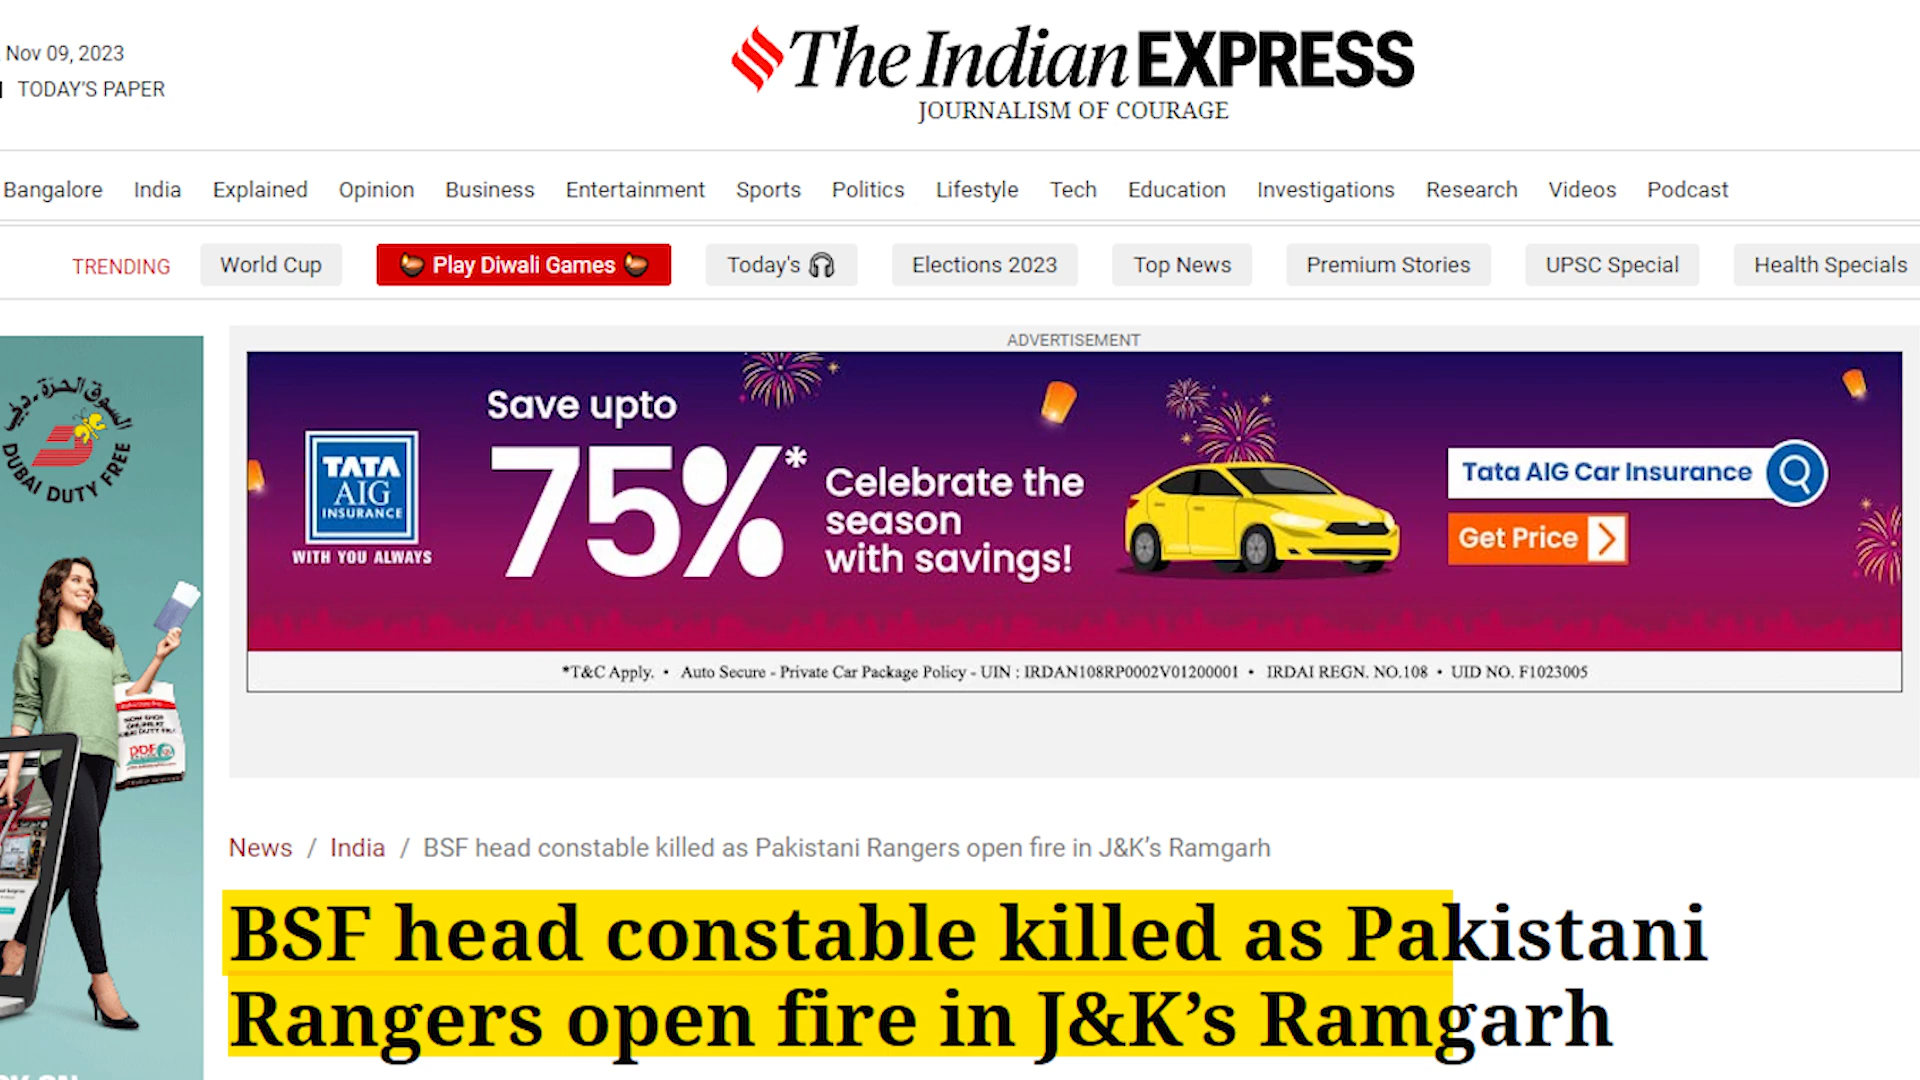 Nov 09, 2023
TODAY'S PAPER
The Indian EXPRESS
JOURNALISM OF COURAGE
Bangalore India Explained Opinion Business Entertainment Sports Politics Lifestyle Tech Education Investigations Research Videos Podcast
TRENDING World Cup Play Diwali Games Today's Elections 2023 Top News Premium Stories UPSC Special Health Specials
السوق الحرة ـ دبي
DUBAI DUTY FREE
ADVERTISEMENT
TATA
AIG
INSURANCE
WITH YOU ALWAYS
Save upto
75%*
Celebrate the
season
with savings!
Tata AIG Car Insurance
Get Price
*T&C Apply. • Auto Secure - Private Car Package Policy - UIN : IRDAN108RP0002V01200001 • IRDAI REGN. NO.108 • UID NO. F1023005
News / India / BSF head constable killed as Pakistani Rangers open fire in J&K’s Ramgarh
BSF head constable killed as Pakistani
Rangers open fire in J&K’s Ramgarh